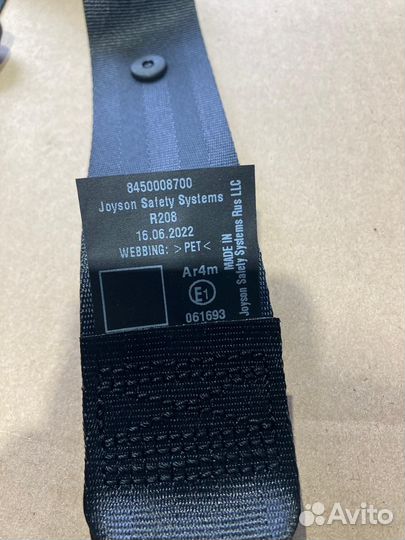 8450008700
Joyson Safety Systems
R208
16.06.2022
WEBBING: >PET<
Ar4m
E1
061693
MADE IN
Joyson Safety Systems Rus LLC
Avito